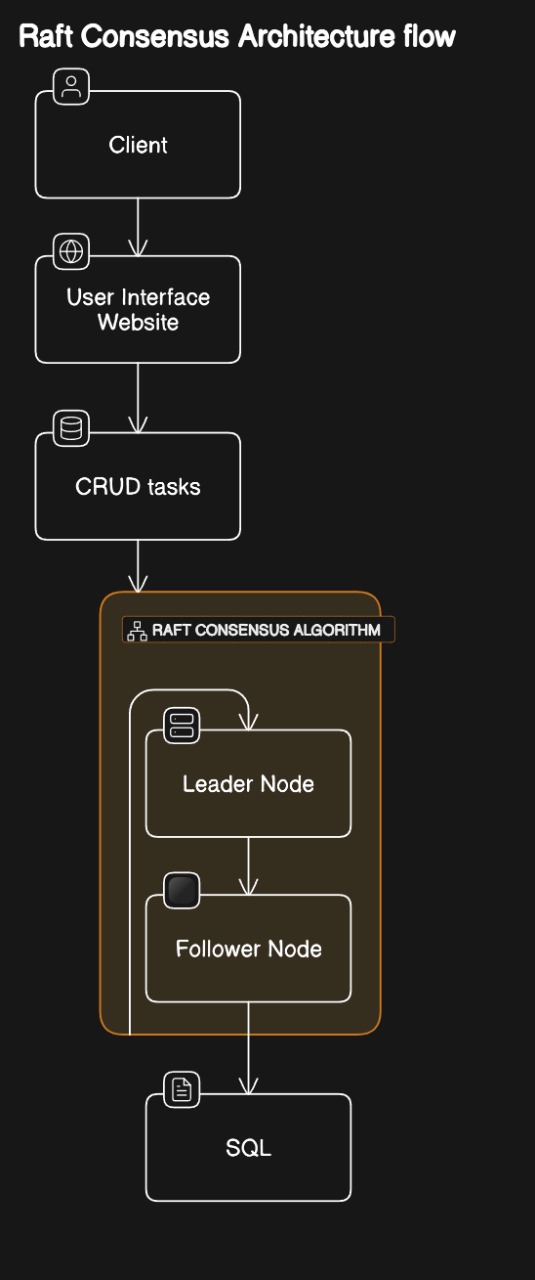 Raft Consensus Architecture flow
Client
User Interface
Website
CRUD tasks
RAFT CONSENSUS ALGORITHM
Leader Node
Follower Node
SQL